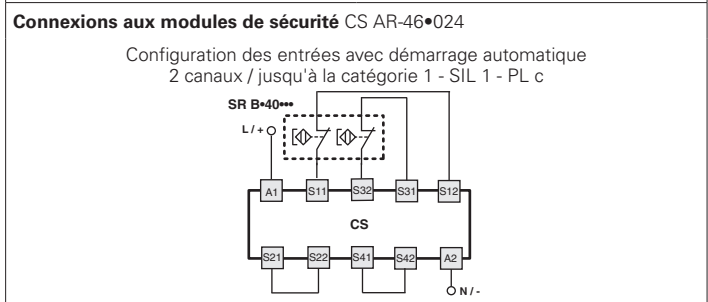 Connexions aux modules de sécurité CS AR-46•024
Configuration des entrées avec démarrage automatique
2 canaux / jusqu'à la catégorie 1 - SIL 1 - PL c
SR B•40•••
L / +
A1 S11 S32 S31 S12
CS
S21 S22 S41 S42 A2
N / -